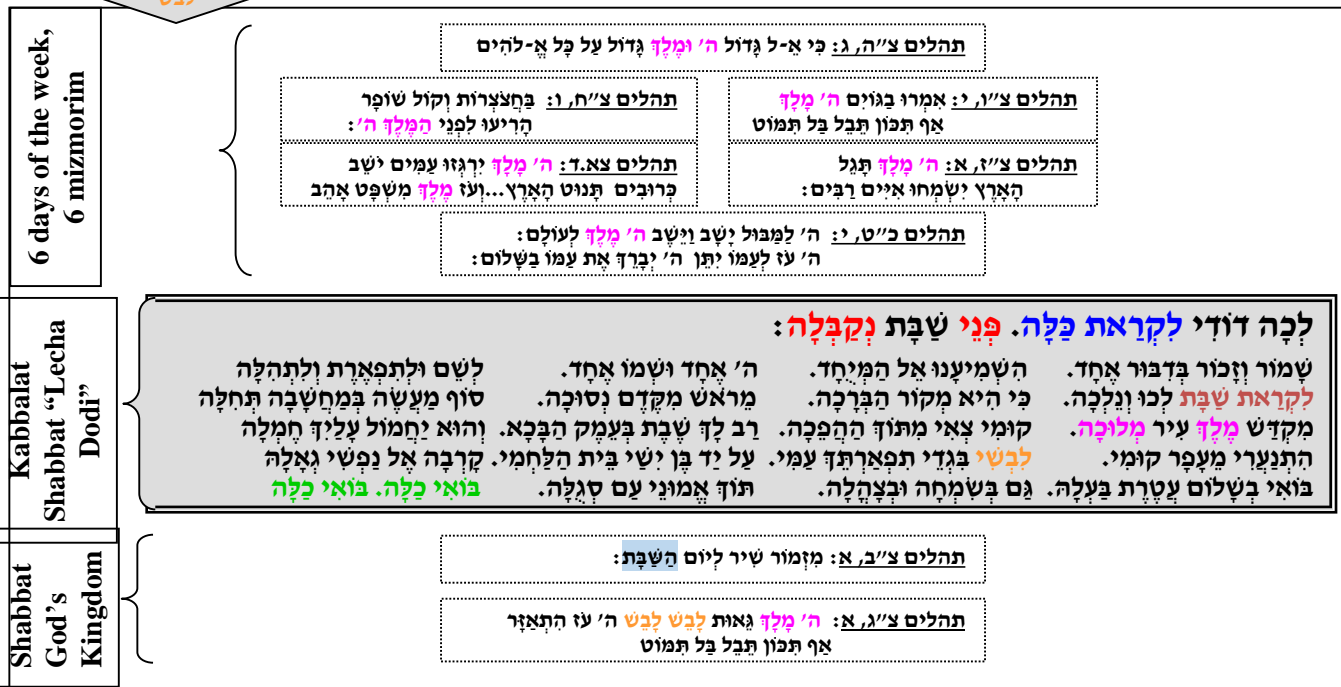 לבש
6 days of the week,
6 mizmorim
תהלים צ"ה, ג: כִּי אֵ-ל גָּדוֹל ה' וּמֶלֶךְ גָּדוֹל עַל כָּל אֱ-לֹהִים
תהלים צ"ו, י: אִמְרוּ בַגּוֹיִם ה' מָלָךְ
אַף תִּכּוֹן תֵּבֵל בַּל תִּמּוֹט
תהלים צ"ז, א: ה' מָלָךְ תָּגֵל
הָאָרֶץ יִשְׂמְחוּ אִיִּים רַבִּים:
תהלים צ"ח, ו: בַּחֲצֹצְרוֹת וְקוֹל שׁוֹפָר
הָרִיעוּ לִפְנֵי הַמֶּלֶךְ ה':
תהלים צא.ד: ה' מָלָךְ יִרְגְּזוּ עַמִּים יֹשֵׁב
כְּרוּבִים תָּנוּט הָאָרֶץ...וְעֹז מֶלֶךְ מִשְׁפָּט אָהֵב
תהלים כ"ט, י: ה' לַמַּבּוּל יָשָׁב וַיֵּשֶׁב ה' מֶלֶךְ לְעוֹלָם:
ה' עֹז לְעַמּוֹ יִתֵּן ה' יְבָרֵךְ אֶת עַמּוֹ בַשָּׁלוֹם:
Kabbalat
Shabbat "Lecha
Dodi"
לְכָה דוֹדִי לִקְרַאת כַּלָּה. פְּנֵי שַׁבָּת נְקַבְּלָה:
שָׁמוֹר וְזָכוֹר בְּדִבּוּר אֶחָד. הִשְׁמִיעָנוּ אֵל הַמְּיֻחָד. ה' אֶחָד וּשְׁמוֹ אֶחָד. לְשֵׁם וּלְתִפְאֶרֶת וְלִתְהִלָּה
לִקְרַאת שַׁבָּת לְכוּ וְנֵלְכָה. כִּי הִיא מְקוֹר הַבְּרָכָה. מֵרֹאשׁ מִקֶּדֶם נְסוּכָה. סוֹף מַעֲשֶׂה בְּמַחֲשָׁבָה תְּחִלָּה
מִקְדַּשׁ מֶלֶךְ עִיר מְלוּכָה. קוּמִי צְאִי מִתּוֹךְ הַהֲפֵכָה. רַב לָךְ שֶׁבֶת בְּעֵמֶק הַבָּכָא. וְהוּא יַחֲמוֹל עָלַיִךְ חֶמְלָה
הִתְנַעֲרִי מֵעָפָר קוּמִי. לִבְשִׁי בִּגְדֵי תִפְאַרְתֵּךְ עַמִּי. עַל יַד בֶּן יִשַׁי בֵּית הַלַּחְמִי. קָרְבָה אֶל נַפְשִׁי גְאָלָהּ
בּוֹאִי בְשָׁלוֹם עֲטֶרֶת בַּעְלָהּ. גַּם בְּשִׂמְחָה וּבְצָהֳלָה. תּוֹךְ אֱמוּנֵי עַם סְגֻלָּה. בּוֹאִי כַלָּה. בּוֹאִי כַלָּה
Shabbat
God's
Kingdom
תהלים צ"ב, א: מִזְמוֹר שִׁיר לְיוֹם הַשַּׁבָּת:
תהלים צ"ג, א: ה' מָלָךְ גֵּאוּת לָבֵשׁ לָבֵשׁ ה' עֹז הִתְאַזָּר
אַף תִּכּוֹן תֵּבֵל בַּל תִּמּוֹט